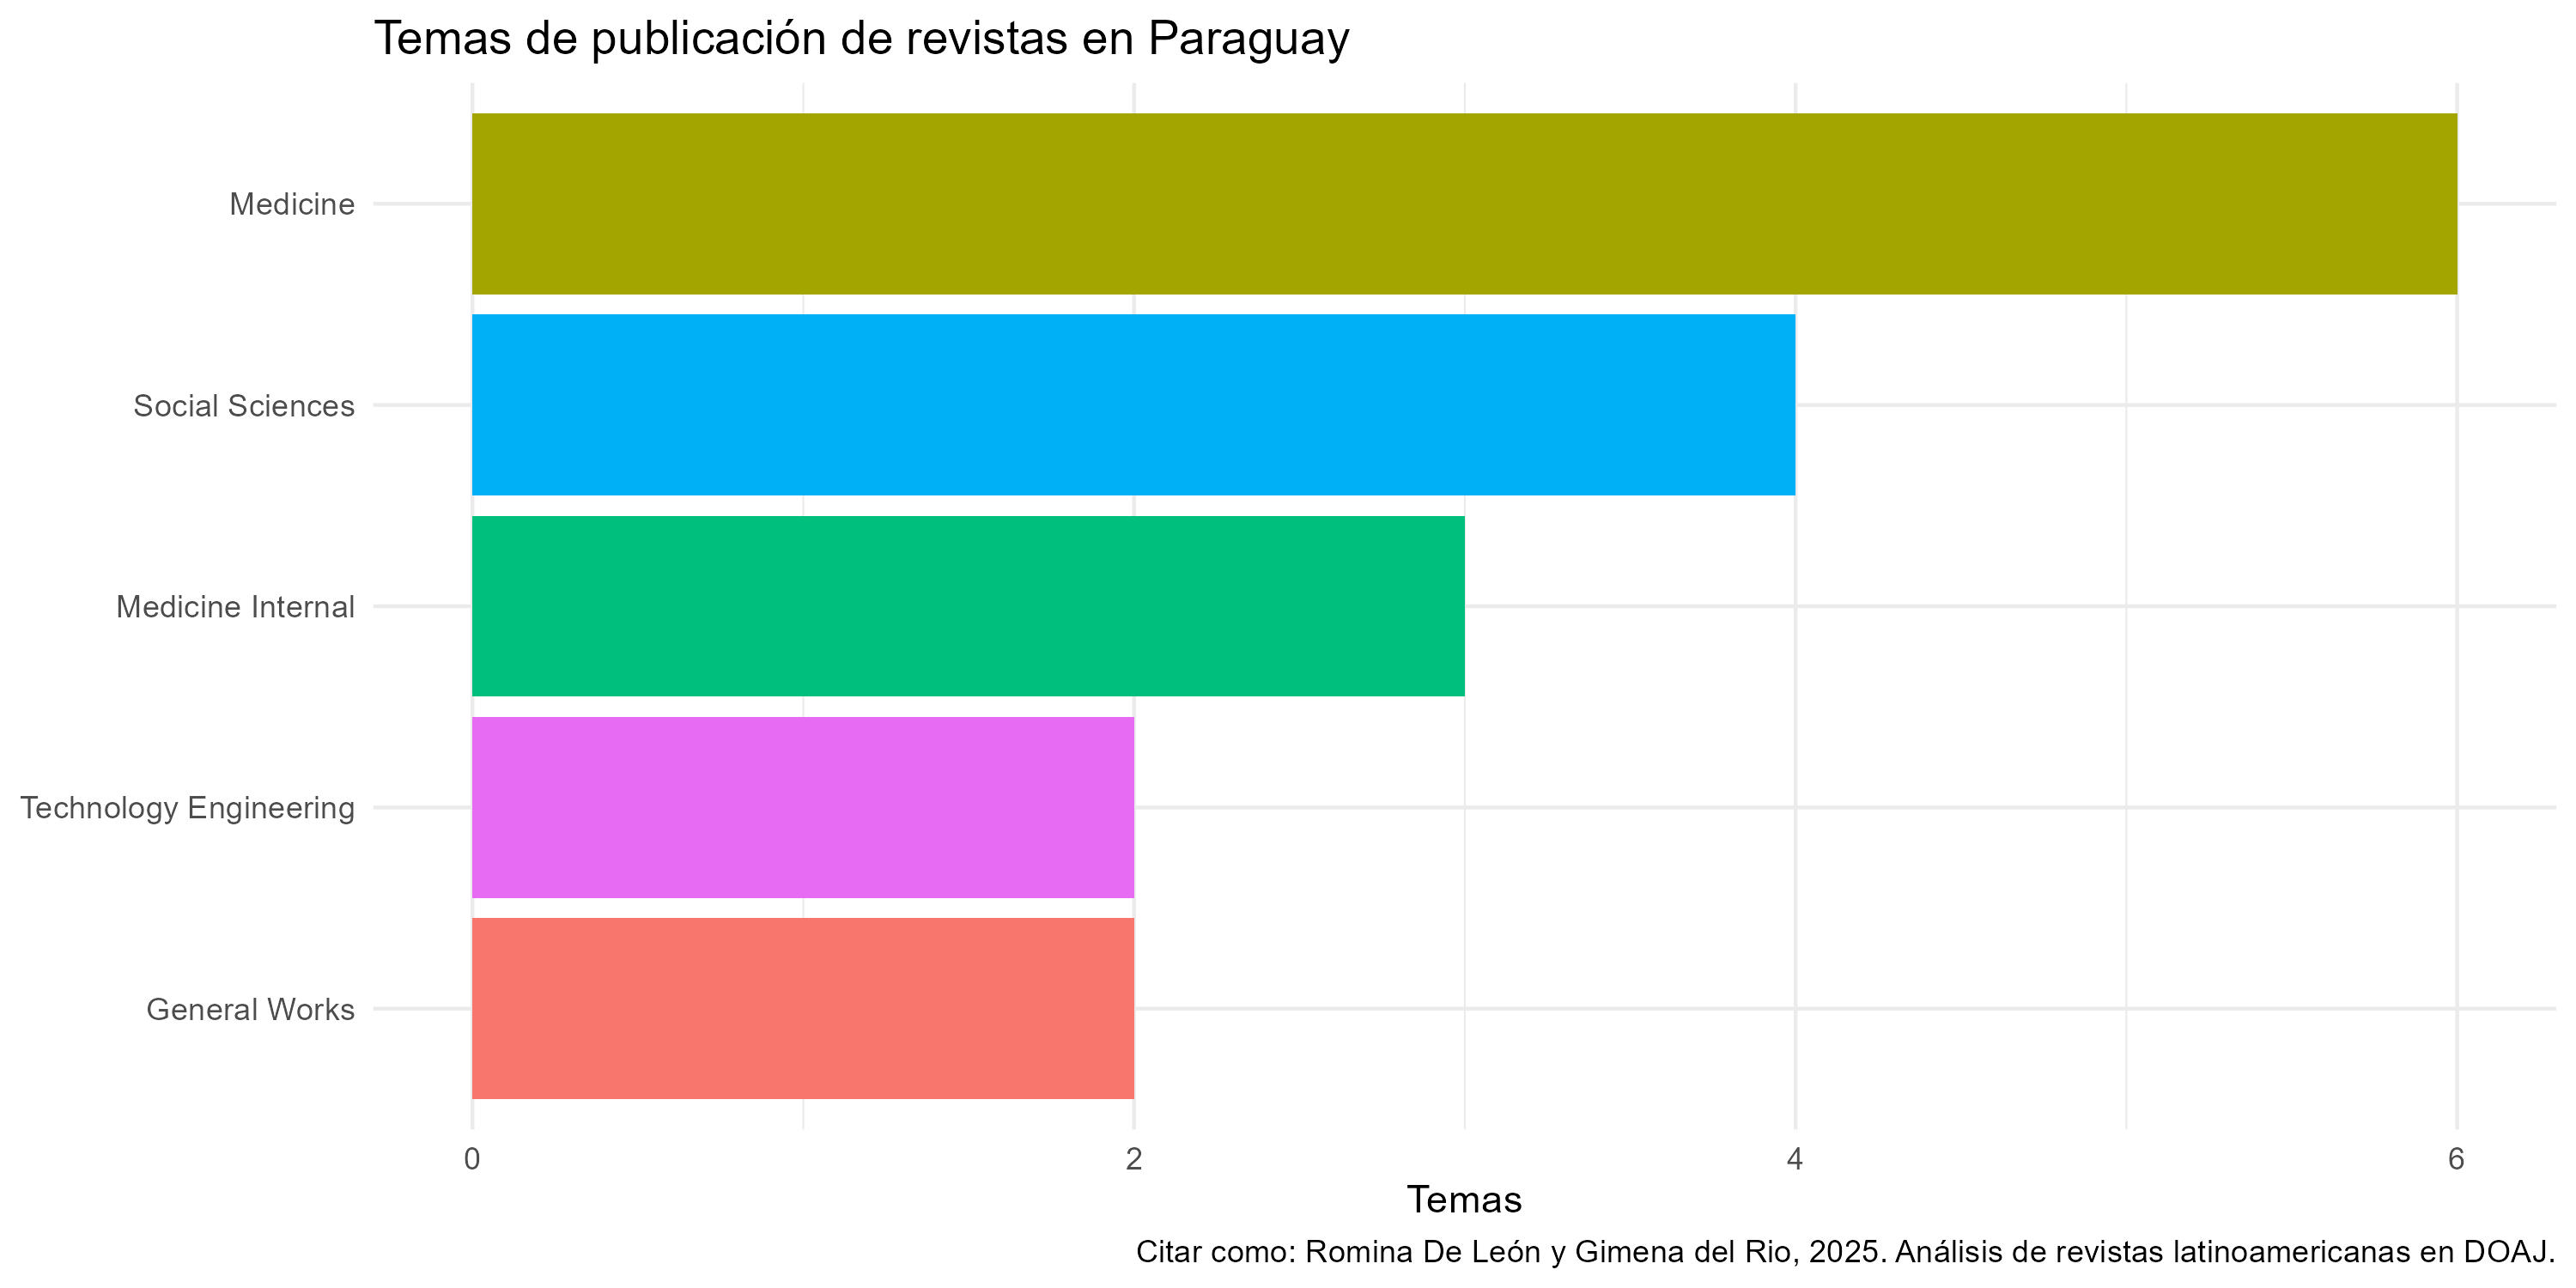 Temas de publicación de revistas en Paraguay
Medicine
Social Sciences
Medicine Internal
Technology Engineering
General Works
0 2 4 6
Temas
Citar como: Romina De León y Gimena del Rio, 2025. Análisis de revistas latinoamericanas en DOAJ.